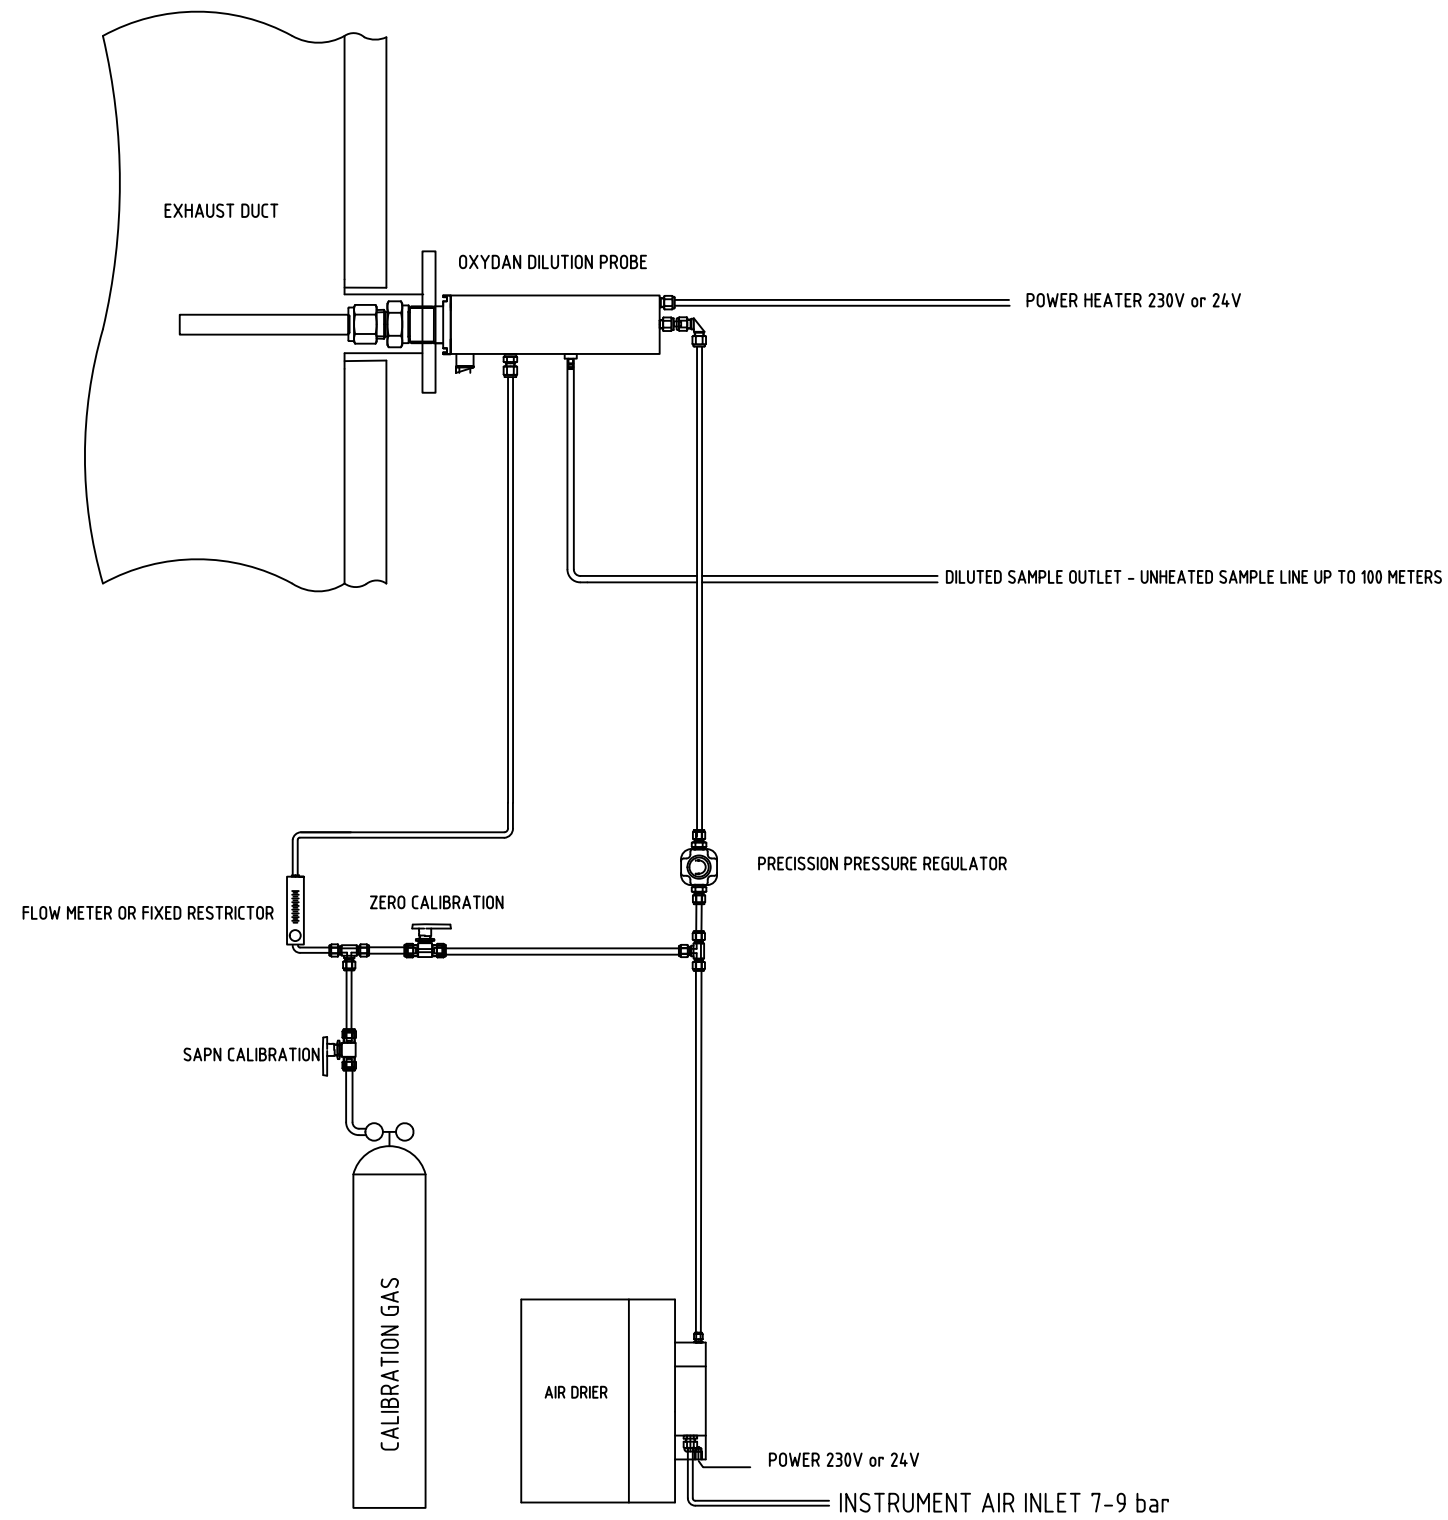 EXHAUST DUCT
OXYDAN DILUTION PROBE
POWER HEATER 230V or 24V
DILUTED SAMPLE OUTLET - UNHEATED SAMPLE LINE UP TO 100 METERS
PRECISSION PRESSURE REGULATOR
ZERO CALIBRATION
FLOW METER OR FIXED RESTRICTOR
SAPN CALIBRATION
CALIBRATION GAS
AIR DRIER
POWER 230V or 24V
INSTRUMENT AIR INLET 7-9 bar